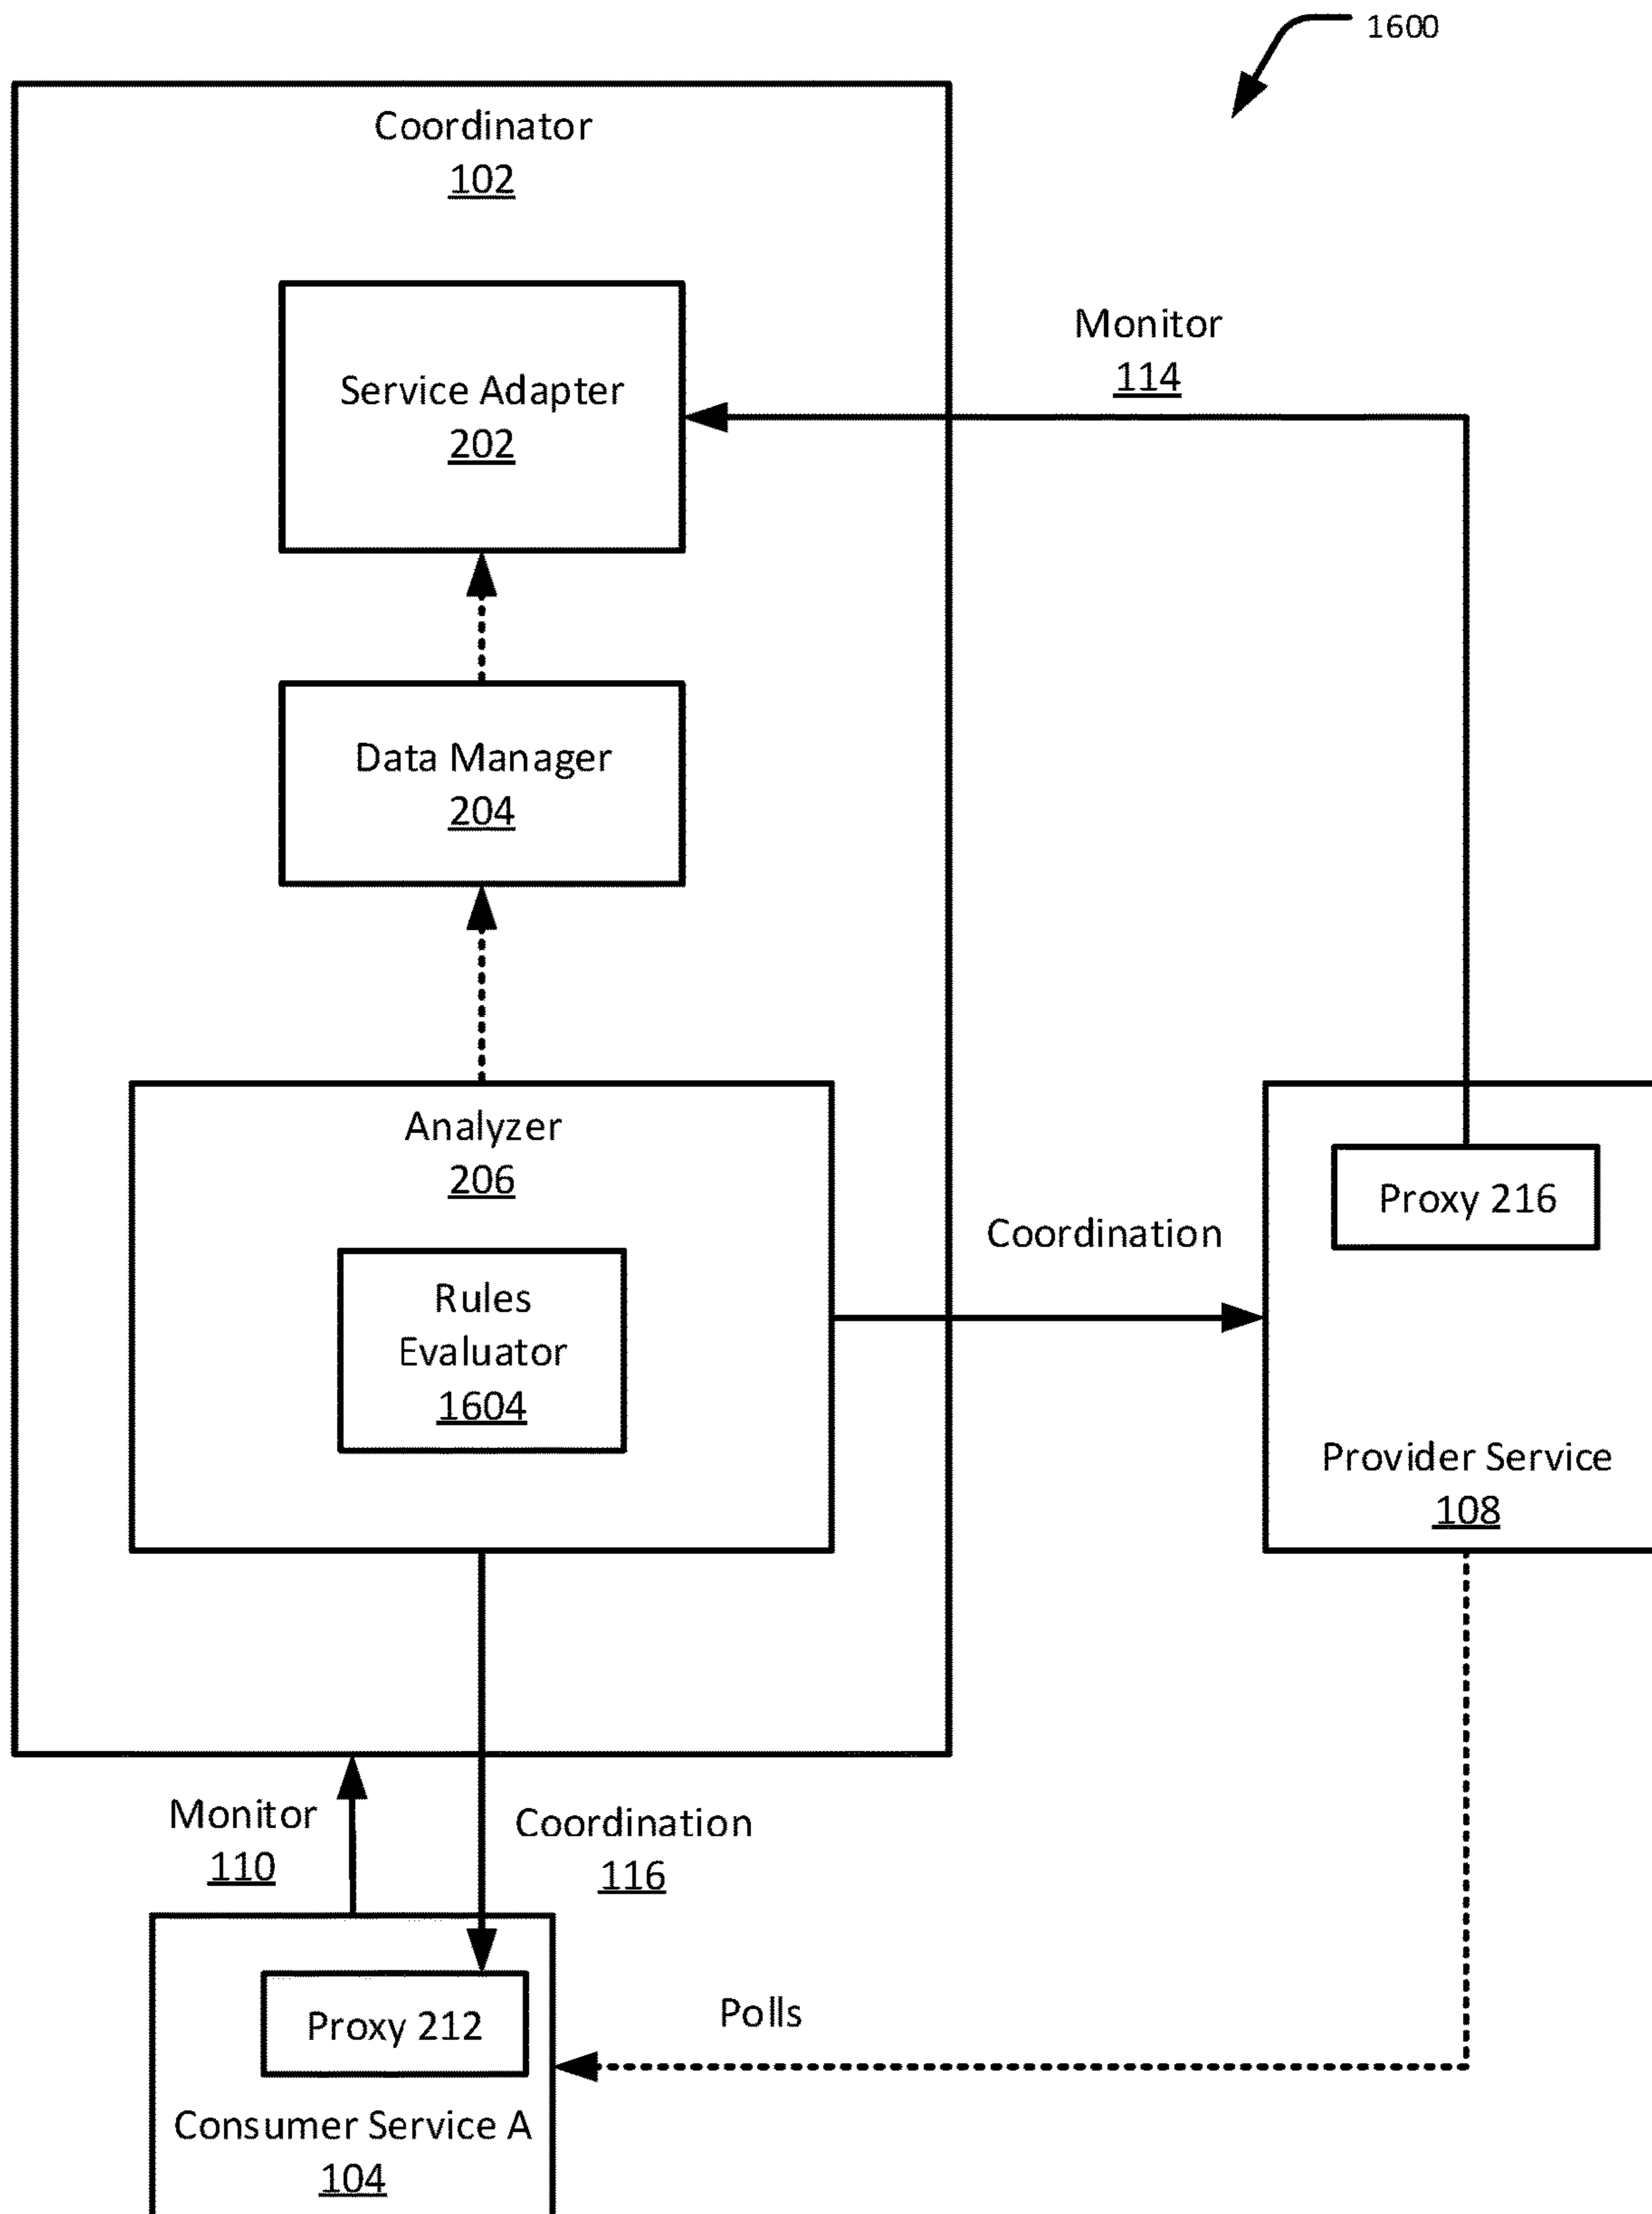 1600
Coordinator
102
Monitor
114
Service Adapter
202
Data Manager
204
Analyzer
206
Proxy 216
Coordination
Rules
Evaluator
1604
Provider Service
108
Monitor
110
Coordination
116
Polls
Proxy 212
Consumer Service A
104